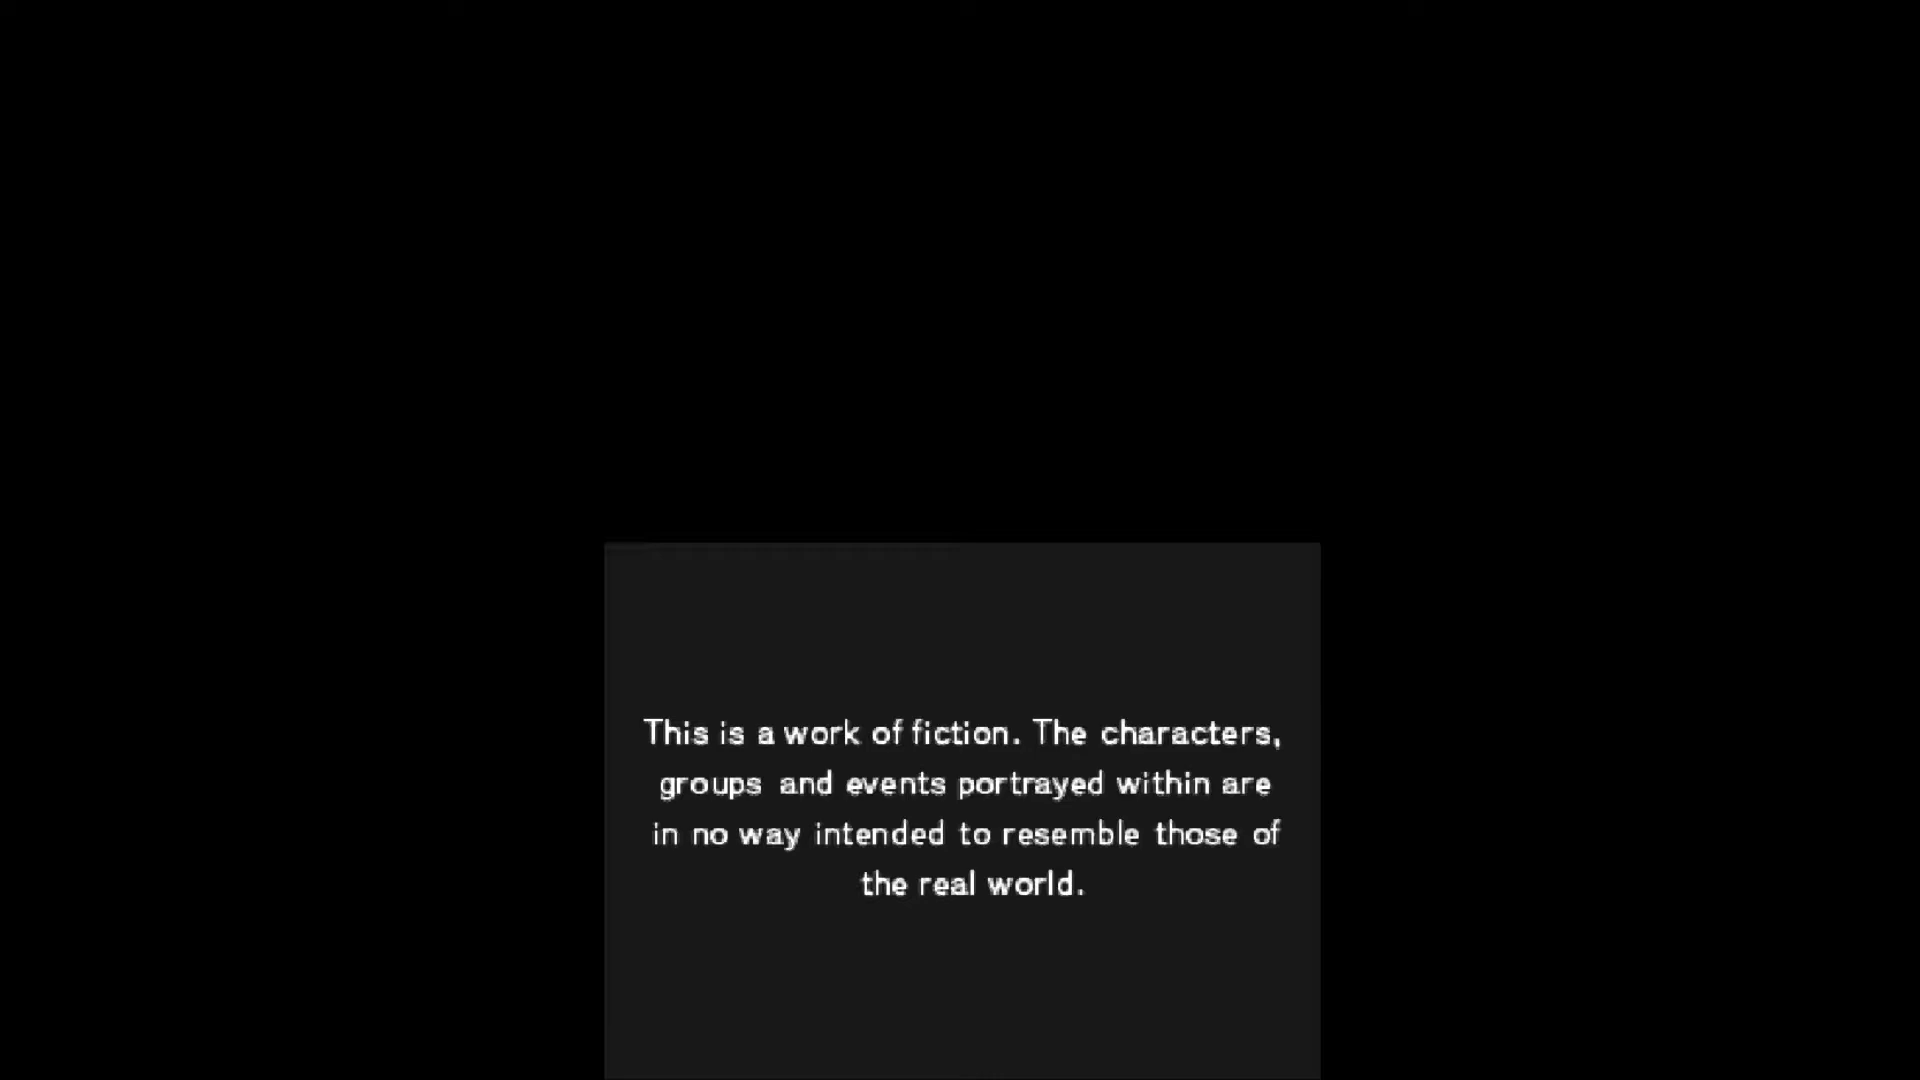 This is a work of fiction. The characters,
groups and events portrayed within are
in no way intended to resemble those of
the real world.